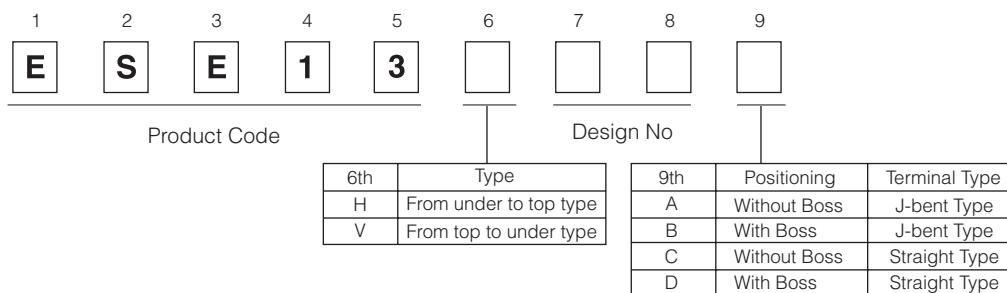 1 2 3 4 5 6 7 8 9
E S E 1 3
Product Code Design No
6th Type
H From under to top type
V From top to under type
9th Positioning Terminal Type
A Without Boss J-bent Type
B With Boss J-bent Type
C Without Boss Straight Type
D With Boss Straight Type